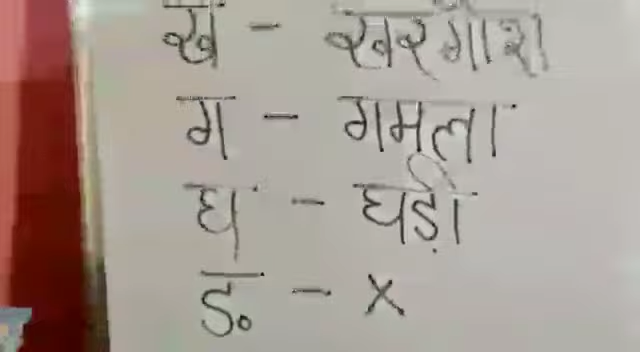 ख - खरगोश
ग - गमला
घ - घड़ी
ङ - x